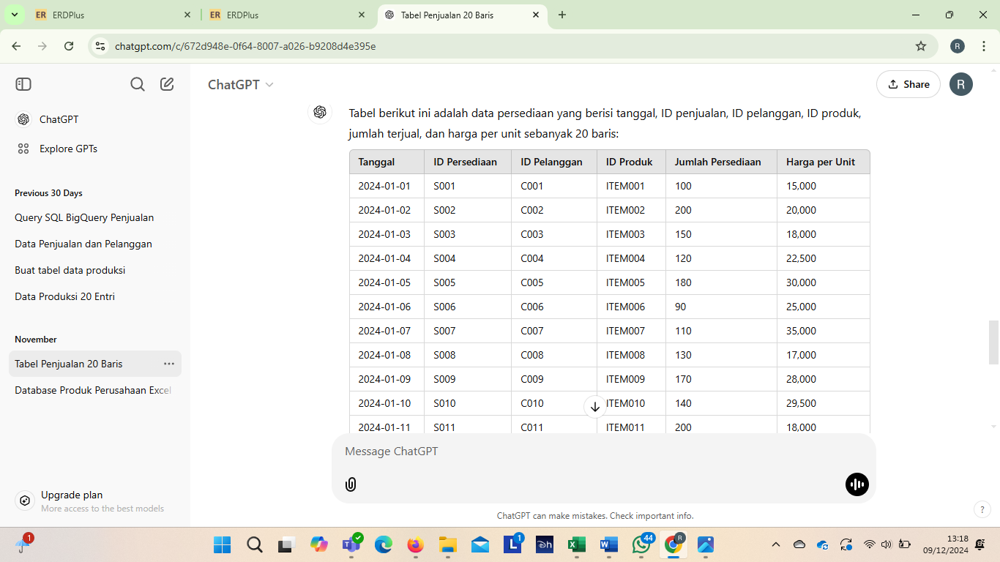 ER ERDPlus
ER ERDPlus
Tabel Penjualan 20 Baris
chatgpt.com/c/672d948e-0f64-8007-a026-b9208d4e395e
R
ChatGPT
Share
R
ChatGPT
Explore GPTs
Previous 30 Days
Query SQL BigQuery Penjualan
Data Penjualan dan Pelanggan
Buat tabel data produksi
Data Produksi 20 Entri
November
Tabel Penjualan 20 Baris
Database Produk Perusahaan Excel
Upgrade plan
More access to the best models
Tabel berikut ini adalah data persediaan yang berisi tanggal, ID penjualan, ID pelanggan, ID produk,
jumlah terjual, dan harga per unit sebanyak 20 baris:
Tanggal ID Persediaan ID Pelanggan ID Produk Jumlah Persediaan Harga per Unit
2024-01-01 S001 C001 ITEM001 100 15,000
2024-01-02 S002 C002 ITEM002 200 20,000
2024-01-03 S003 C003 ITEM003 150 18,000
2024-01-04 S004 C004 ITEM004 120 22,500
2024-01-05 S005 C005 ITEM005 180 30,000
2024-01-06 S006 C006 ITEM006 90 25,000
2024-01-07 S007 C007 ITEM007 110 35,000
2024-01-08 S008 C008 ITEM008 130 17,000
2024-01-09 S009 C009 ITEM009 170 28,000
2024-01-10 S010 C010 ITEM010 140 29,500
2024-01-11 S011 C011 ITEM011 200 18,000
Message ChatGPT
ChatGPT can make mistakes. Check important info.
?
1
1
44
R
13:18
09/12/2024